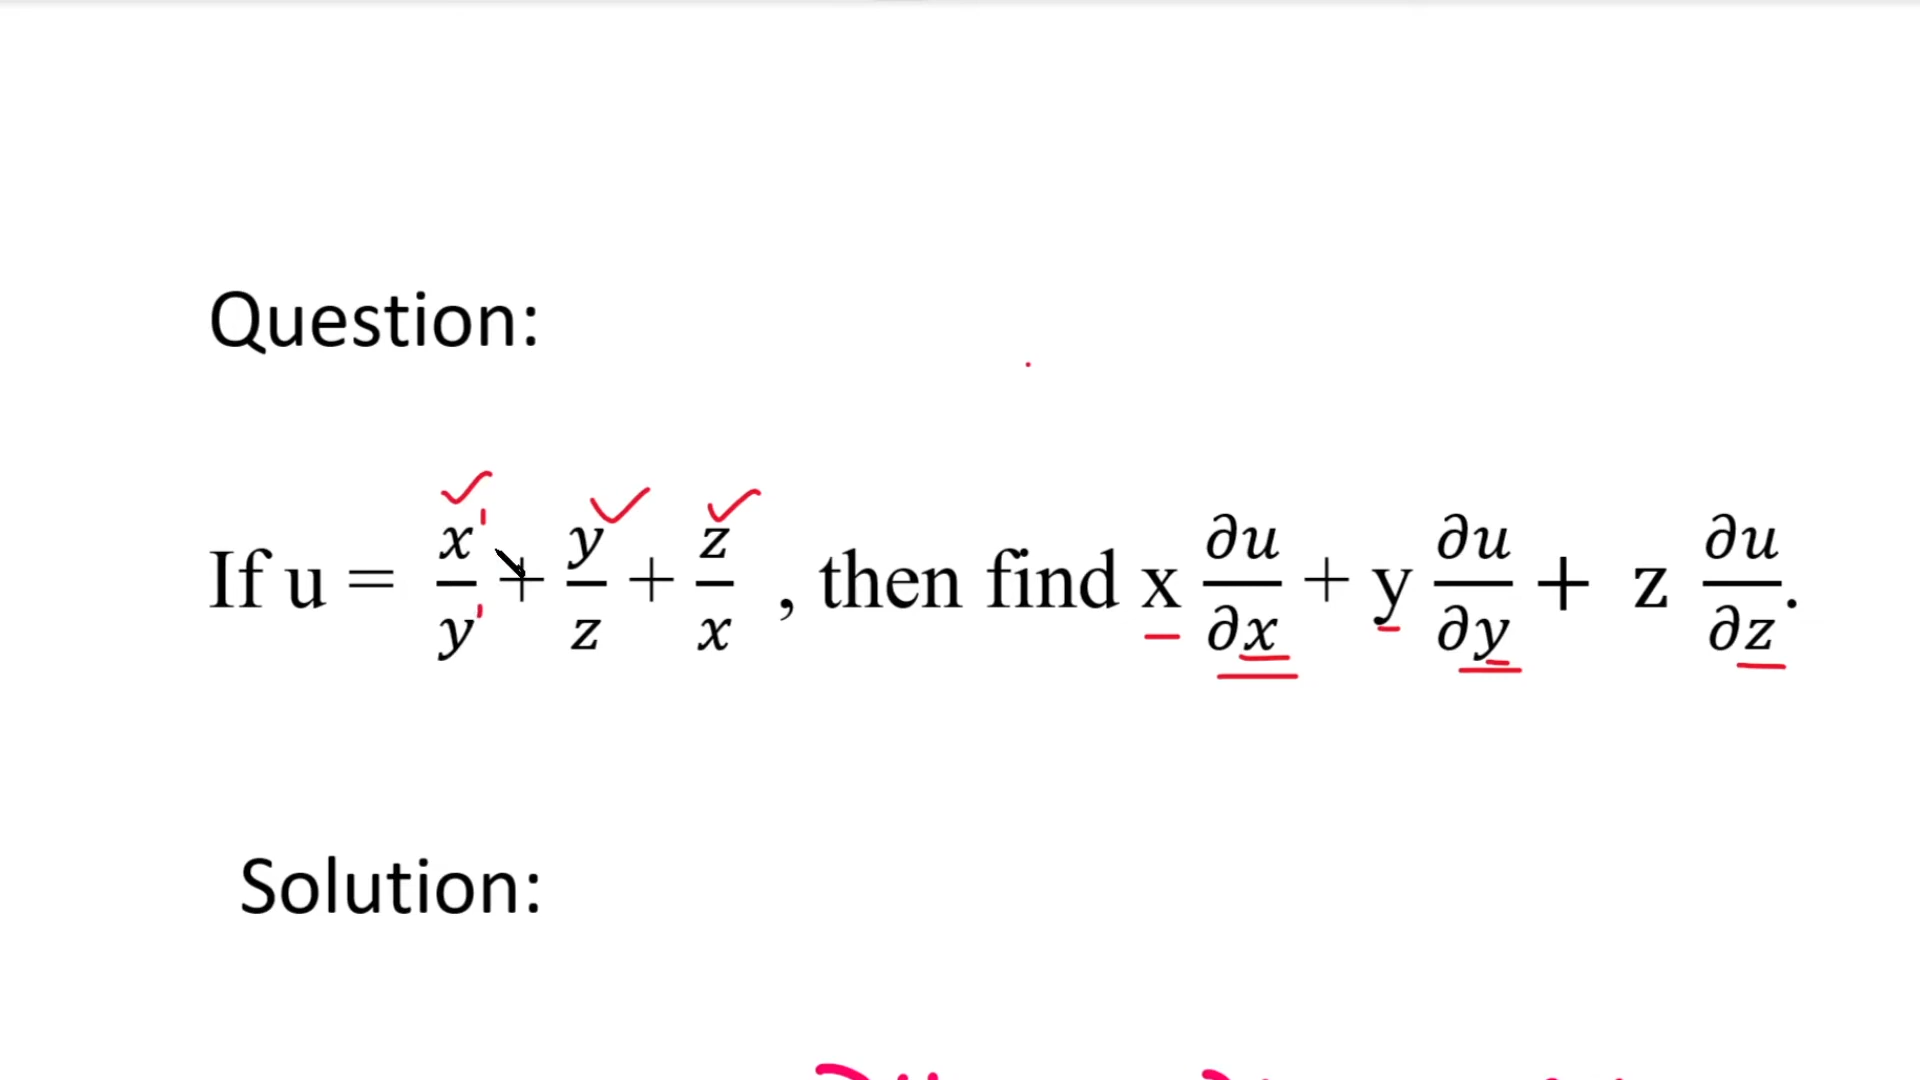 Question:
If u = x/y + y/z + z/x , then find x ∂u/∂x + y ∂u/∂y + z ∂u/∂z.
Solution: